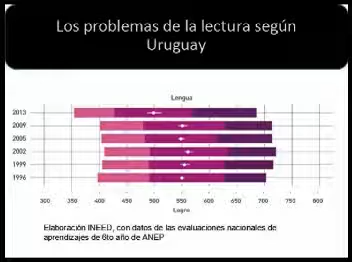 Los problemas de la lectura según
Uruguay
Lengua
2013
2009
2005
2002
1999
1996
300 350 400 450 500 550 600 650 700 750 800
Logro
Elaboración INEED, con datos de las evaluaciones nacionales de
aprendizajes de 6to año de ANEP